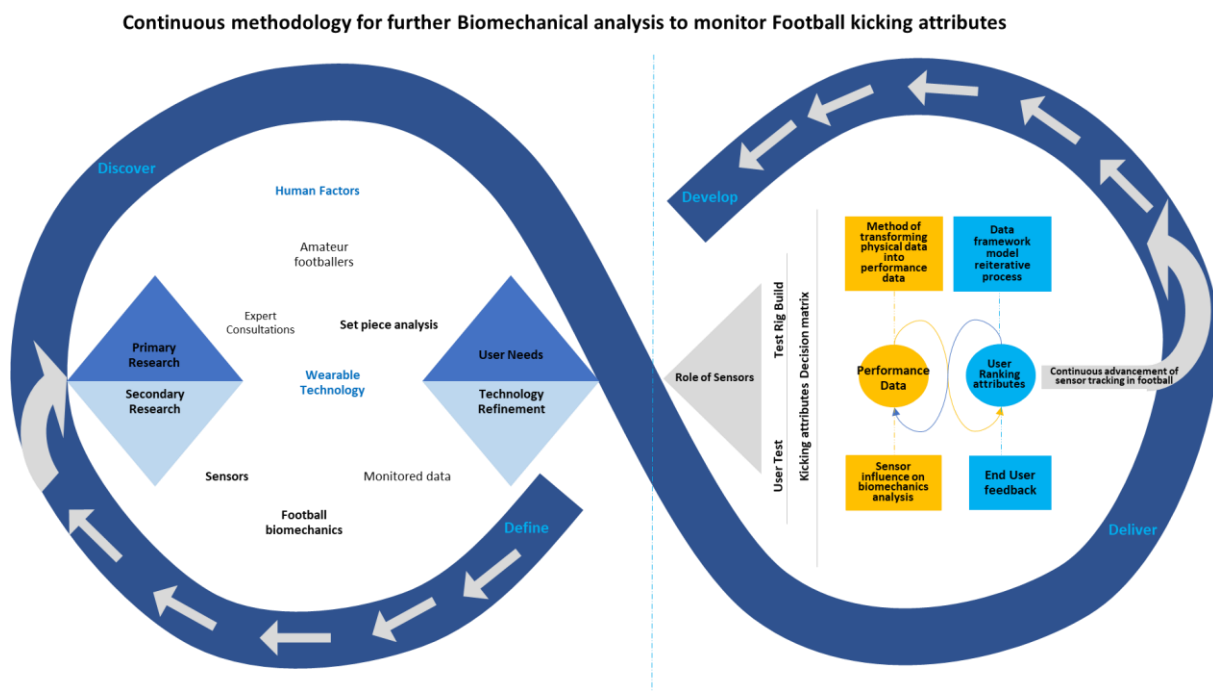 Continuous methodology for further Biomechanical analysis to monitor Football kicking attributes
Discover
Human Factors
Amateur
footballers
Expert
Consultations
Set piece analysis
Primary
Research
Secondary
Research
Wearable
Technology
User Needs
Technology
Refinement
Sensors
Monitored data
Football
biomechanics
Define
Develop
Role of Sensors
Test Rig Build
User Test
Kicking attributes Decision matrix
Method of
transforming
physical data
into
performance
data
Data
framework
model
reiterative
process
Performance
Data
User
Ranking
attributes
Continuous advancement of
sensor tracking in football
Sensor
influence on
biomechanics
analysis
End User
feedback
Deliver